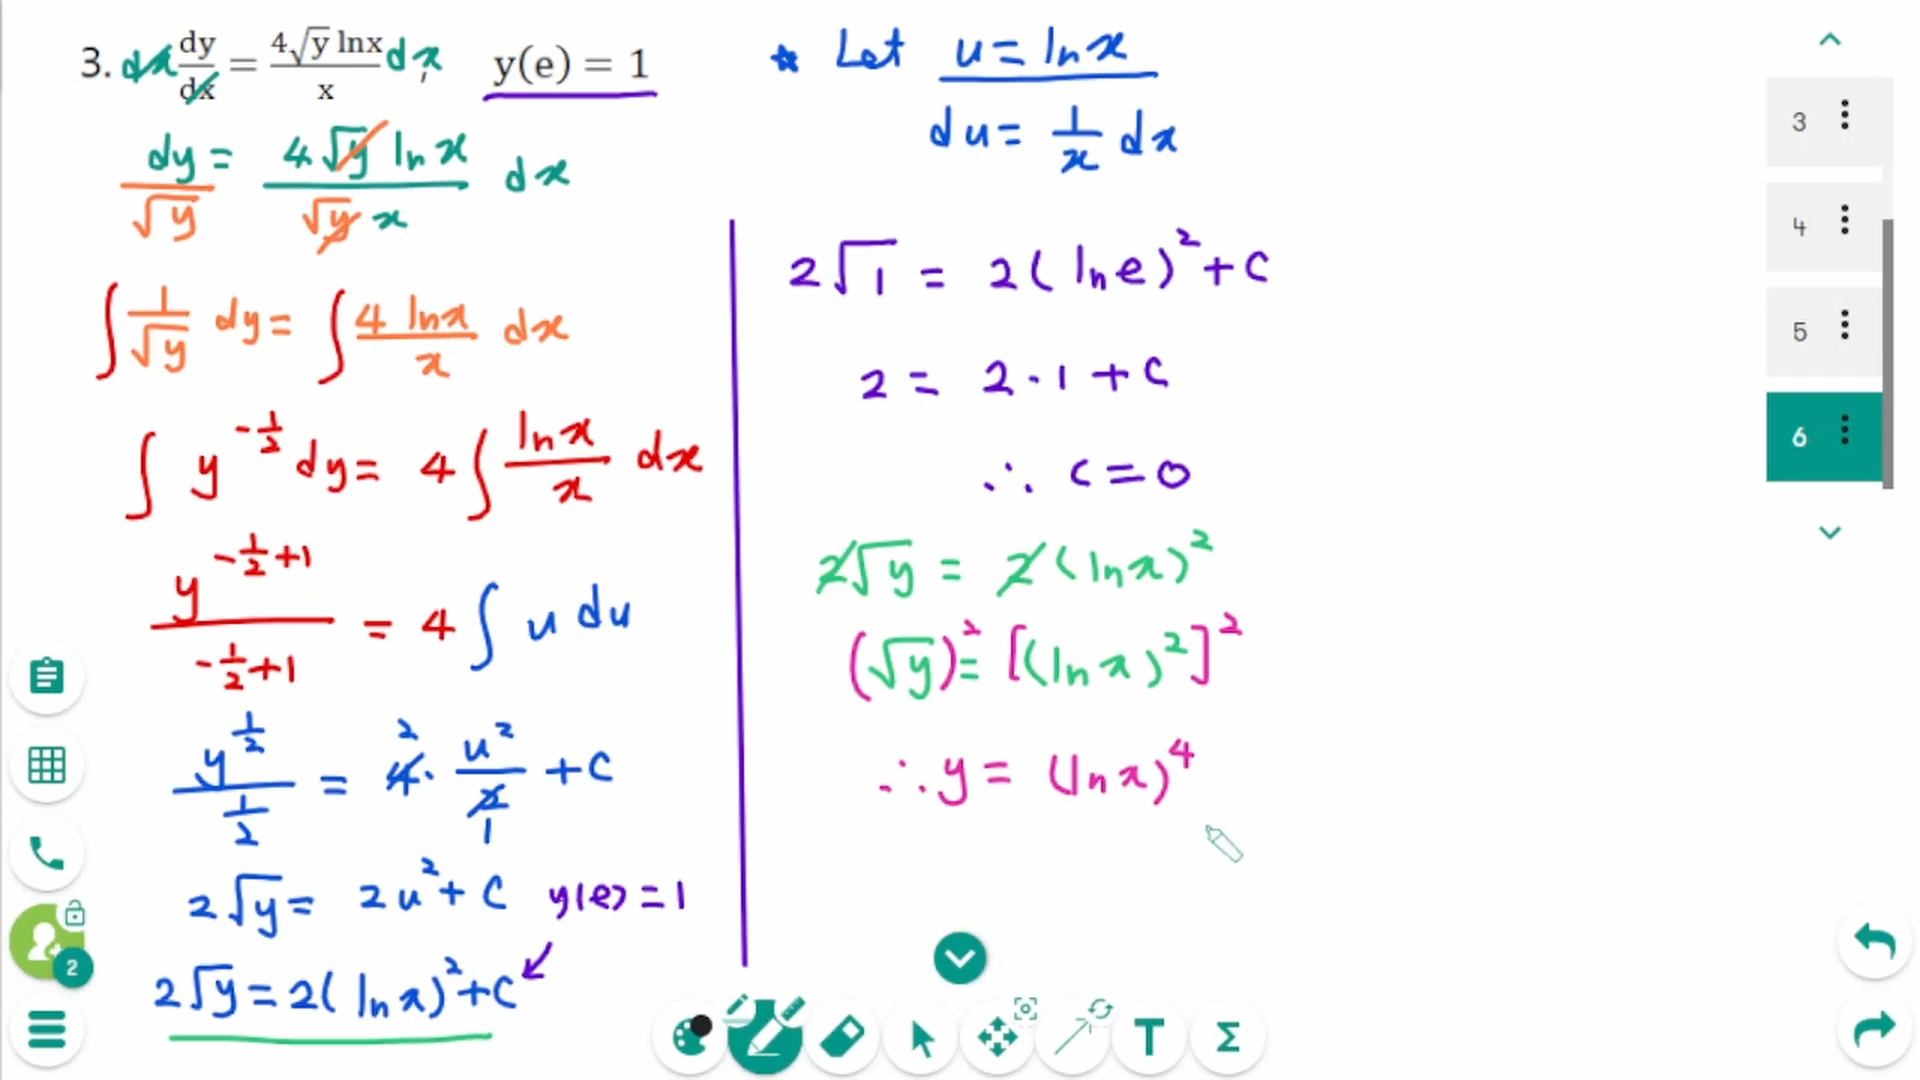 3. dx dy/dx = 4√y lnx/x dx, y(e) = 1
dy/√y = 4√y lnx/√y x dx
∫ 1/√y dy = ∫ 4 lnx/x dx
∫ y^(-1/2) dy = 4 ∫ lnx/x dx
y^(-1/2+1)/(-1/2+1) = 4 ∫ u du
y^(1/2)/(1/2) = 4^2 · u²/2 1 + C
2√y = 2u² + C y(e) = 1
2√y = 2(lnx)² + C
* Let u = lnx
du = 1/x dx
2√1 = 2(lne)² + C
2 = 2·1 + C
∴ C = 0
2√y = 2(lnx)²
(√y)² = [(lnx)²]²
∴ y = (lnx)⁴
3
4
5
6
2
T
Σ